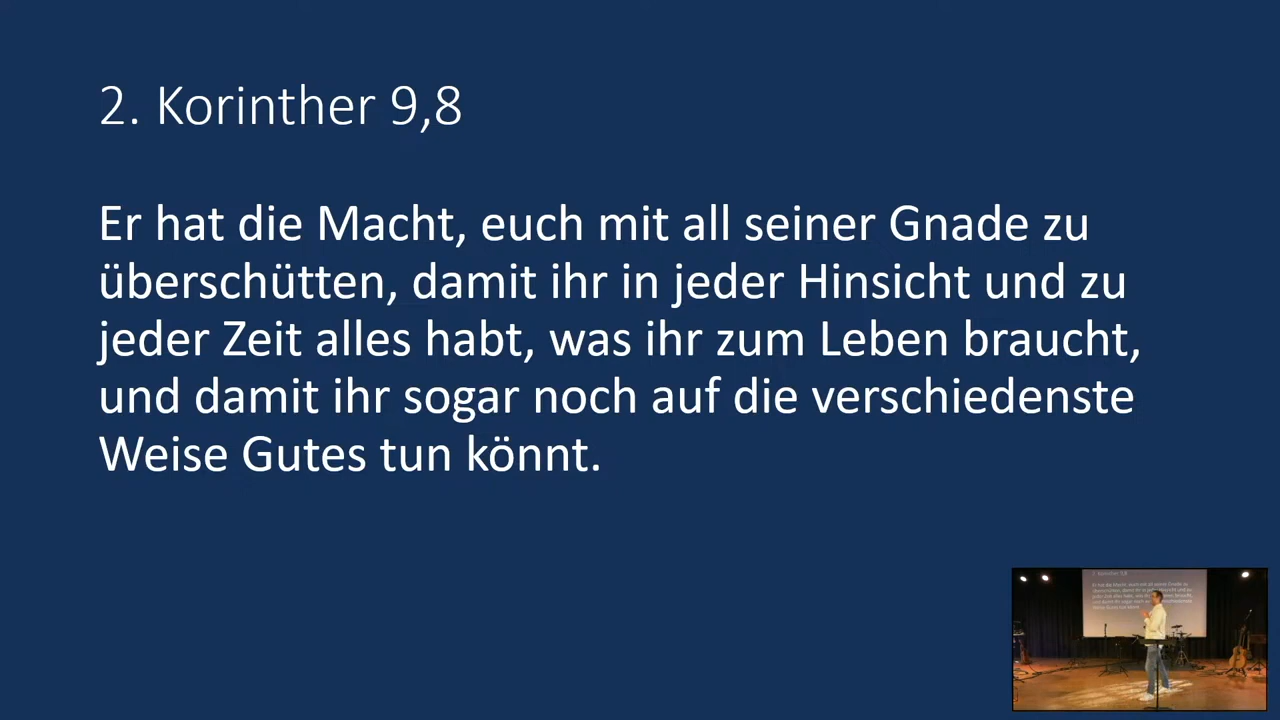 2. Korinther 9,8
Er hat die Macht, euch mit all seiner Gnade zu
überschütten, damit ihr in jeder Hinsicht und zu
jeder Zeit alles habt, was ihr zum Leben braucht,
und damit ihr sogar noch auf die verschiedenste
Weise Gutes tun könnt.